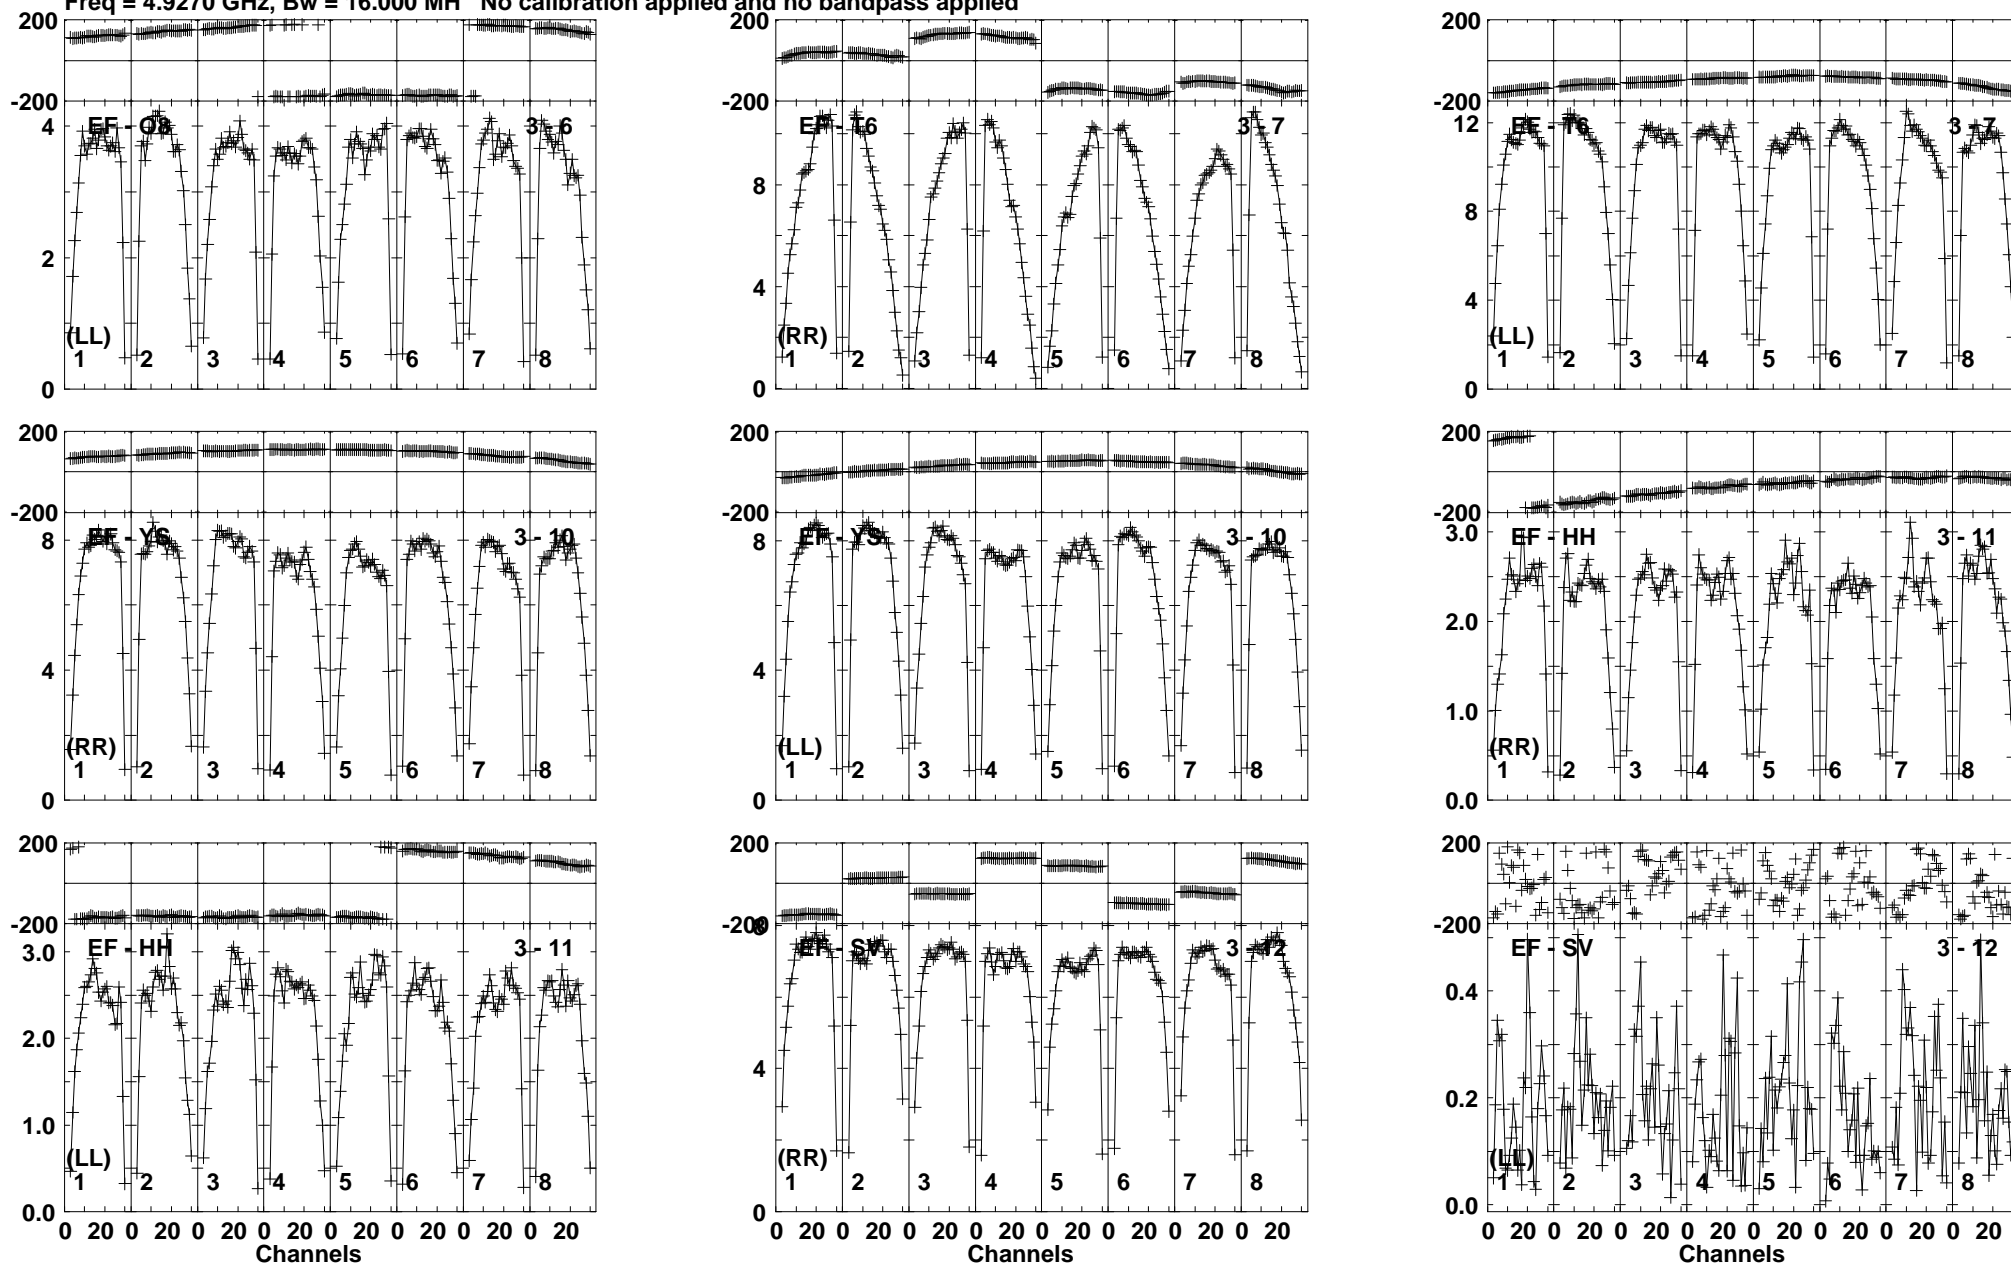 Freq = 4.9270 GHz, Bw = 16.000 MH No calibration applied and no bandpass applied
200
-200
EF - O8 3 - 6
4
2
0
(LL)
1 2 3 4 5 6 7 8
200
-200
EF - T6 3 - 7
8
4
0
(RR)
1 2 3 4 5 6 7 8
200
-200
EF - T6 3 - 7
12
8
4
0
(LL)
1 2 3 4 5 6 7 8
200
-200
EF - YS 3 - 10
8
4
0
(RR)
1 2 3 4 5 6 7 8
200
-200
EF - YS 3 - 10
8
4
0
(LL)
1 2 3 4 5 6 7 8
200
-200
EF - HH 3 - 11
3.0
2.0
1.0
0.0
(RR)
1 2 3 4 5 6 7 8
200
-200
EF - HH 3 - 11
3.0
2.0
1.0
0.0
(LL)
1 2 3 4 5 6 7 8
0 20 0 20 0 20 0 20 0 20 0 20 0 20 0 20
Channels
200
-200
8
EF - SV 3 - 12
4
0
(RR)
1 2 3 4 5 6 7 8
0 20 0 20 0 20 0 20 0 20 0 20 0 20 0 20
Channels
200
-200
EF - SV 3 - 12
0.4
0.2
0.0
(LL)
1 2 3 4 5 6 7 8
0 20 0 20 0 20 0 20 0 20 0 20 0 20 0 20
Channels